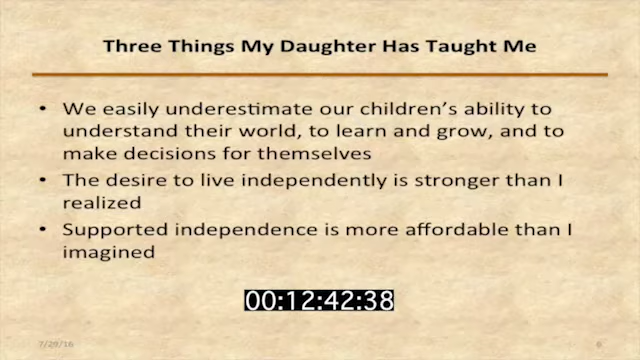 Three Things My Daughter Has Taught Me
• We easily underestimate our children's ability to
understand their world, to learn and grow, and to
make decisions for themselves
• The desire to live independently is stronger than I
realized
• Supported independence is more affordable than I
imagined
00:12:42:38
7/29/16
6